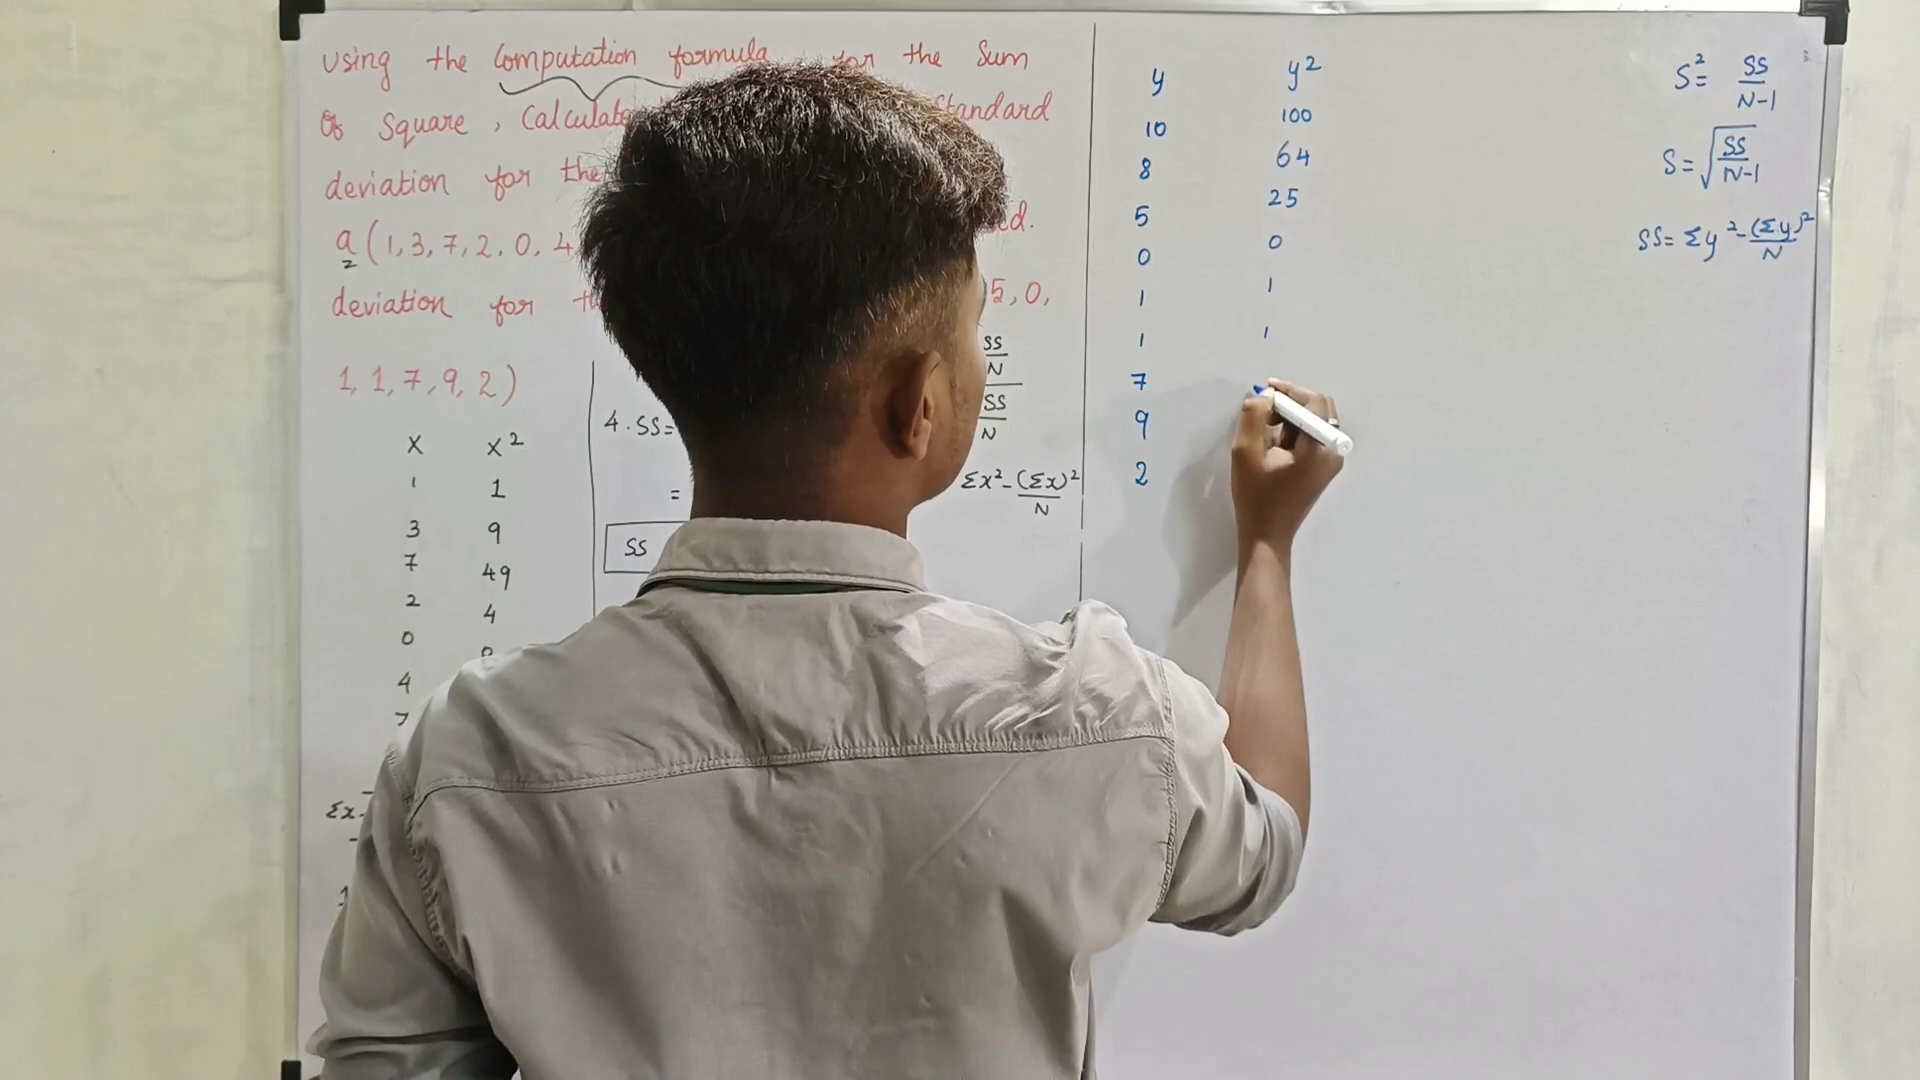 Using the Computation formula for the Sum
Of Square, Calculate Standard
deviation for the
a (1,3,7,2,0,4,
deviation for 5,0,
1,1,7,9,2)
X X²
1 1
3 9
7 49
2 4
0 0
4
7
Σx
4. SS=
=
SS
SS
N
SS
N
Σx² - (Σx)²
N
y y²
10 100
8 64
5 25
0 0
1 1
1 1
7
9
2
S² = SS
N-1
S = √SS
N-1
SS = Σy² - (Σy)²
N